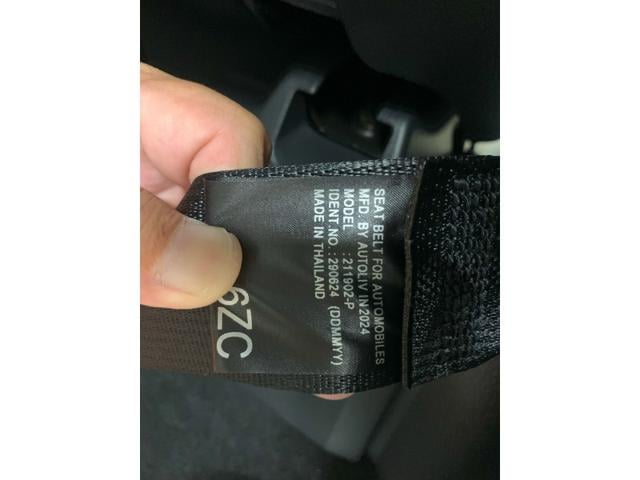 SEAT BELT FOR AUTOMOBILES
MFD. BY AUTOLIV IN 2024
MODEL : 211902-P
IDENT.NO. : 290624 (DDMMYY)
MADE IN THAILAND
6ZC